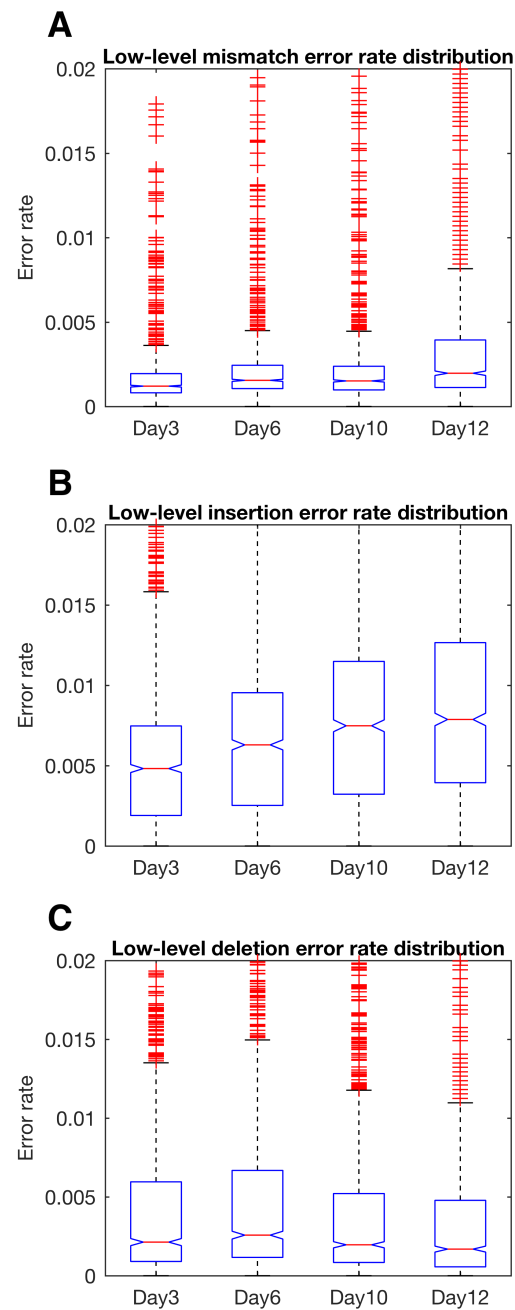 A
Low-level mismatch error rate distribution
0.02
0.015
0.01
0.005
0
Error rate
Day3 Day6 Day10 Day12
B
Low-level insertion error rate distribution
0.02
0.015
0.01
0.005
0
Error rate
Day3 Day6 Day10 Day12
C
Low-level deletion error rate distribution
0.02
0.015
0.01
0.005
0
Error rate
Day3 Day6 Day10 Day12